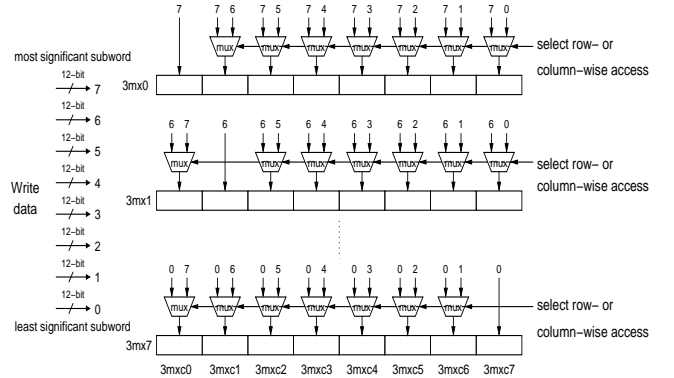 7 7 6 7 5 7 4 7 3 7 2 7 1 7 0
mux mux mux mux mux mux mux
select row– or
column–wise access
3mx0
most significant subword
12–bit
7
12–bit
6
12–bit
5
12–bit
4
12–bit
3
12–bit
2
12–bit
1
12–bit
0
least significant subword
Write
data
6 7 6 6 5 6 4 6 3 6 2 6 1 6 0
mux mux mux mux mux mux mux
select row– or
column–wise access
3mx1
0 7 0 6 0 5 0 4 0 3 0 2 0 1 0
mux mux mux mux mux mux mux
select row– or
column–wise access
3mx7
3mxc0 3mxc1 3mxc2 3mxc3 3mxc4 3mxc5 3mxc6 3mxc7